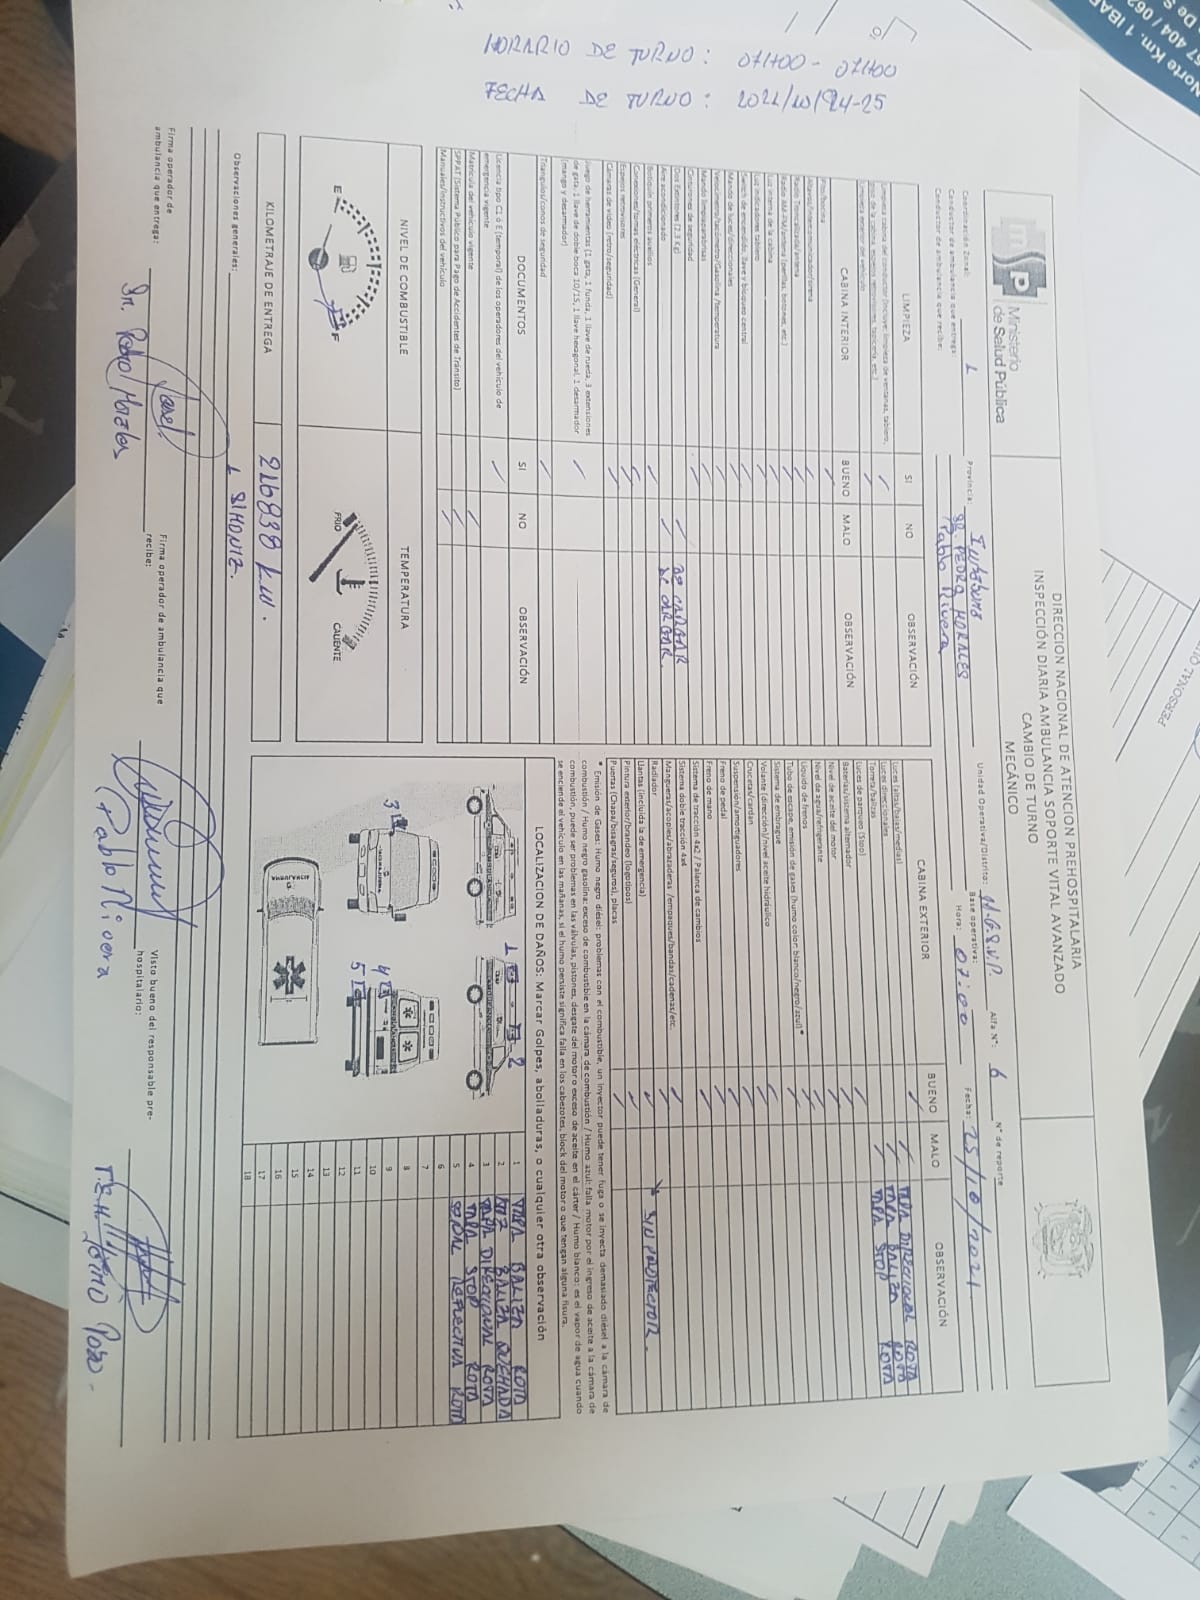 Norte Km. 1 IBAR
57 404 / 062
PERSONAL QU
DIRECCION NACIONAL DE ATENCION PREHOSPITALARIA
INSPECCIÓN DIARIA AMBULANCIA SOPORTE VITAL AVANZADO
CAMBIO DE TURNO
MECÁNICO
msp Ministerio de Salud Pública
Coordinación Zonal: 1 Provincia: Imbabura Unidad Operativa/Distrito: H.G.S.V.P. Alfa N°: 6 N° de reporte
Conductor de ambulancia que entrega: SR. PEDRO MORALES Base operativa:
Conductor de ambulancia que recibe: Pablo Rivera Hora: 07:00 Fecha: 25/10/2021
HORARIO DE TURNO: 07H00 - 07H00
FECHA DE TURNO: 2021/10/24-25
LIMPIEZA SI NO OBSERVACIÓN
Limpieza cabina del conductor (incluye: limpieza de ventanas, tablero, piso de la cabina, espejos retrovisores, tapicería, etc.)
Limpieza exterior del vehículo
CABINA INTERIOR BUENO MALO OBSERVACIÓN
Pito/bocina
Altavos/intercomunicador/sirena
Radio Troncalizada/antena
Radio AM-FM/antena (perillas, botones, etc.)
Luz interna de la cabina
Luz indicadores tablero
Switch de encendido, llave y bloqueo central
Mando de luces/direccionales
Velocímetro/tacómetro/Gasolina /temperatura
Mando limpiaparabrisas
Cinturones de seguridad
Dos Extintores (2,3 Kg) DE CARGAR
Aire acondicionado DE CARGAR
Botiquín primeros auxilios
Conexiones/tomas eléctricas (General)
Espejos retrovisores
Cámaras de video (retro/seguridad)
Juego de herramientas (1 gata, 1 funda, 1 llave de rueda, 3 extensiones
de gata, 1 llave de doble boca 10/15, 1 llave hexagonal, 1 desarmador
(mango y desarmador)
Triangulos/conos de seguridad
DOCUMENTOS SI NO OBSERVACIÓN
Licencia tipo C1 ó E (temporal) de los operadores del vehículo de
emergencia vigente
Matrícula del vehículo vigente
SPPAT (Sistema Público para Pago de Accidentes de Tránsito)
Manuales/instructivos del vehículo
NIVEL DE COMBUSTIBLE TEMPERATURA
E F FRIO CALIENTE
KILOMETRAJE DE ENTREGA 216838 km.
CABINA EXTERIOR BUENO MALO OBSERVACIÓN
Luces (altas/bajas/medias)
Luces direccionales TAPA DIRECCIONAL ROTA
Torreta/balizas TAPA BALIZA ROTA
Luces de parqueo (Stop) TAPA STOP ROTA
Baterías/sistema alternador
Nivel de aceite del motor
Nivel de agua/refrigerante
Líquido de frenos
Tubo de escape, emisión de gases (humo color: blanco/negro/azul)*
Sistema de embrague
Volante (dirección)/nivel aceite hidráulico
Crucetas/cardan
Suspensión/amortiguadores
Freno de pedal
Freno de mano
Sistema de tracción 4x2 / Palanca de cambios
Sistema doble tracción 4x4
Mangueras/acoples/abrazaderas /empaques/bandas/cadenas/etc.
Radiador
Llantas (incluida la de emergencia) SIN PROTECTOR.
Pintura exterior/brandeo (logotipos)
Puertas (Chapa/bisagras/seguros), placas
* Emisión de Gases: Humo negro diésel: problemas con el combustible, un inyector puede tener fuga o se inyecta demasiado diésel a la cámara de
combustión / Humo negro gasolina: exceso de combustible en la cámara de combustión / Humo azul: falla motor por el ingreso de aceite a la cámara de
combustión, puede ser problemas en las válvulas, pistones, desgate del motor o exceso de aceite en el cárter / Humo blanco: es el vapor de agua cuando
se enciende el vehículo en las mañanas, si el humo persiste significa falla en los cabezotes, block del motor o que tengan alguna fisura.
LOCALIZACION DE DAÑOS: Marcar Golpes, abolladuras, o cualquier otra observación
1 2
3
4
5
1 TAPA BALIZA ROTA
2 LUZ BALIZA QUEMADA
3 TAPA DIRECCIONAL ROTA
4 TAPA STOP ROTA
5 SEÑAL REFLECTIVA ROTA
6
7
8
9
10
11
12
13
14
15
16
17
18
Observaciones generales: 1 SIMONIZ.
Firma operador de
ambulancia que entrega:
Sr. Pedro Morales
Firma operador de ambulancia que
recibe:
Pablo Rivera
Visto bueno del responsable pre-
hospitalario:
T.E.M. Pozo